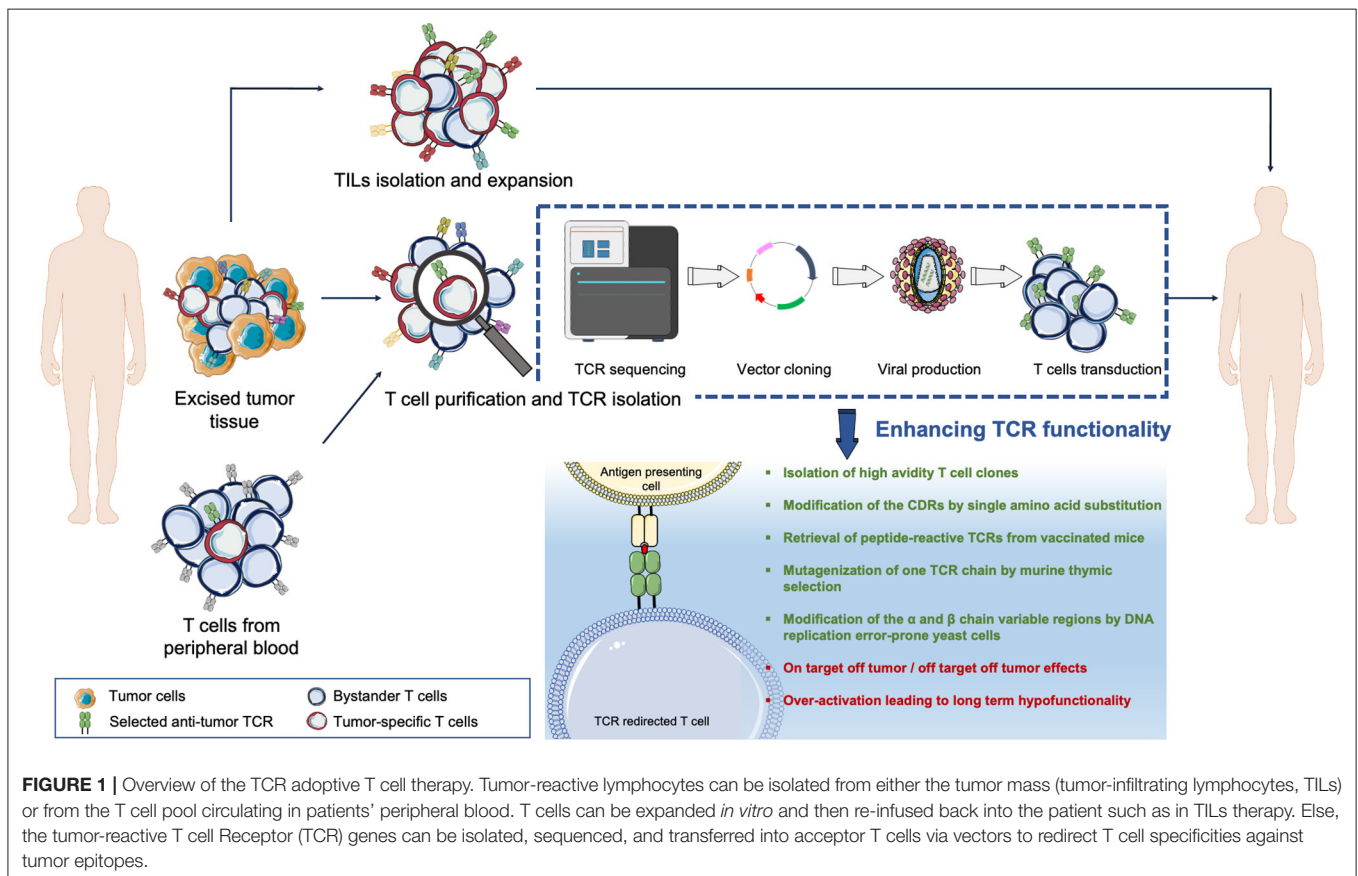 TILs isolation and expansion
Excised tumor
tissue
T cell purification and TCR isolation
TCR sequencing
Vector cloning
Viral production
T cells transduction
T cells from
peripheral blood
Enhancing TCR functionality
Antigen presenting
cell
TCR redirected T cell
▪ Isolation of high avidity T cell clones
▪ Modification of the CDRs by single amino acid substitution
▪ Retrieval of peptide-reactive TCRs from vaccinated mice
▪ Mutagenization of one TCR chain by murine thymic
selection
▪ Modification of the α and β chain variable regions by DNA
replication error-prone yeast cells
▪ On target off tumor / off target off tumor effects
▪ Over-activation leading to long term hypofunctionality
Tumor cells
Bystander T cells
Selected anti-tumor TCR
Tumor-specific T cells
FIGURE 1 | Overview of the TCR adoptive T cell therapy. Tumor-reactive lymphocytes can be isolated from either the tumor mass (tumor-infiltrating lymphocytes, TILs)
or from the T cell pool circulating in patients' peripheral blood. T cells can be expanded in vitro and then re-infused back into the patient such as in TILs therapy. Else,
the tumor-reactive T cell Receptor (TCR) genes can be isolated, sequenced, and transferred into acceptor T cells via vectors to redirect T cell specificities against
tumor epitopes.